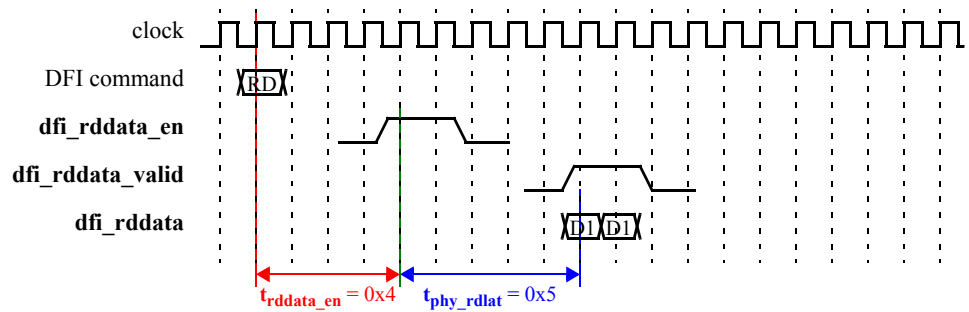 clock
DFI command
RD
dfi_rddata_en
dfi_rddata_valid
dfi_rddata
D1 D1
trddata_en = 0x4
tphy_rdlat = 0x5